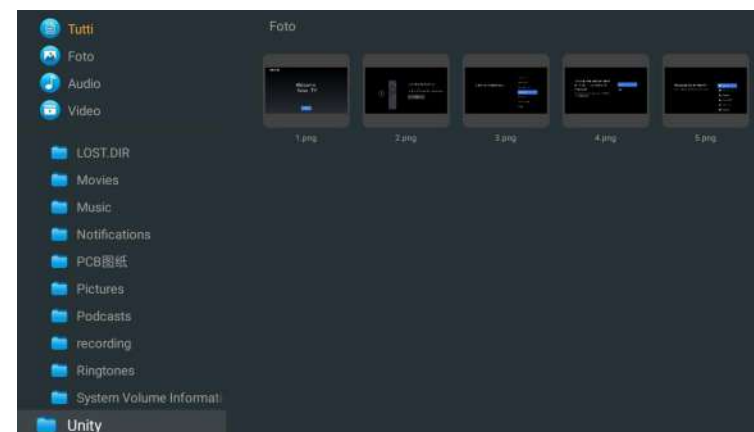 Tutti
Foto
Audio
Video
LOST.DIR
Movies
Music
Notifications
PCB图纸
Pictures
Podcasts
recording
Ringtones
System Volume Informati
Unity
Foto
1.png
2.png
3.png
4.png
5.png